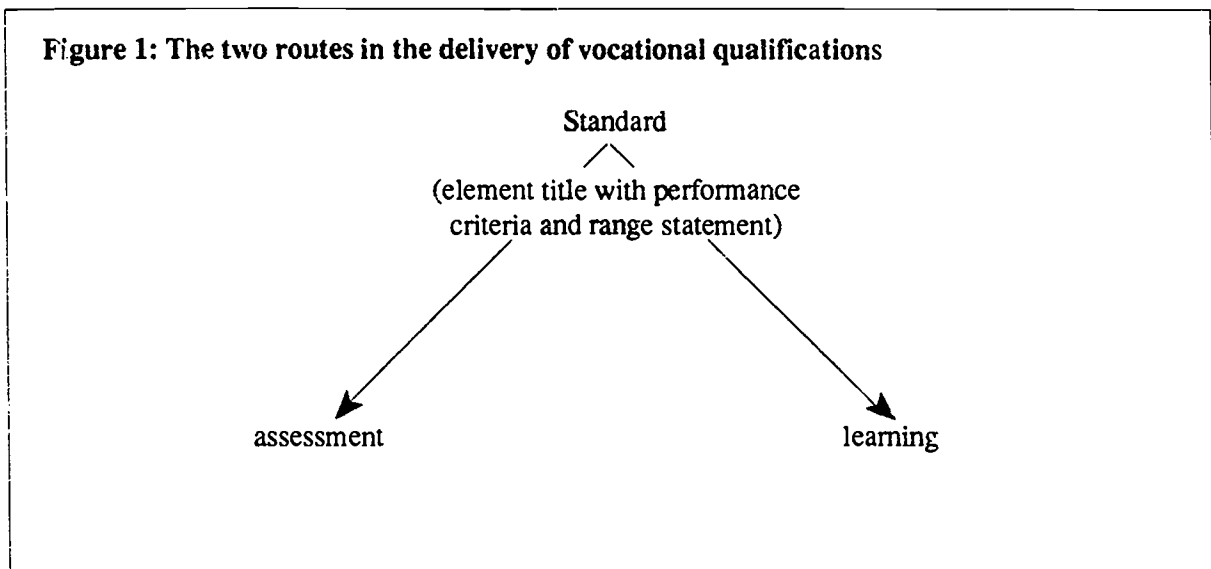 Figure 1: The two routes in the delivery of vocational qualifications
Standard
(element title with performance
criteria and range statement)
assessment
learning